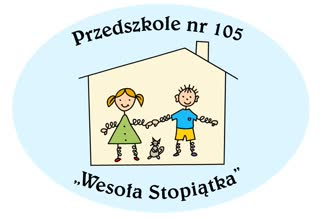 Przedszkole nr 105
„Wesoła Stopiątka”